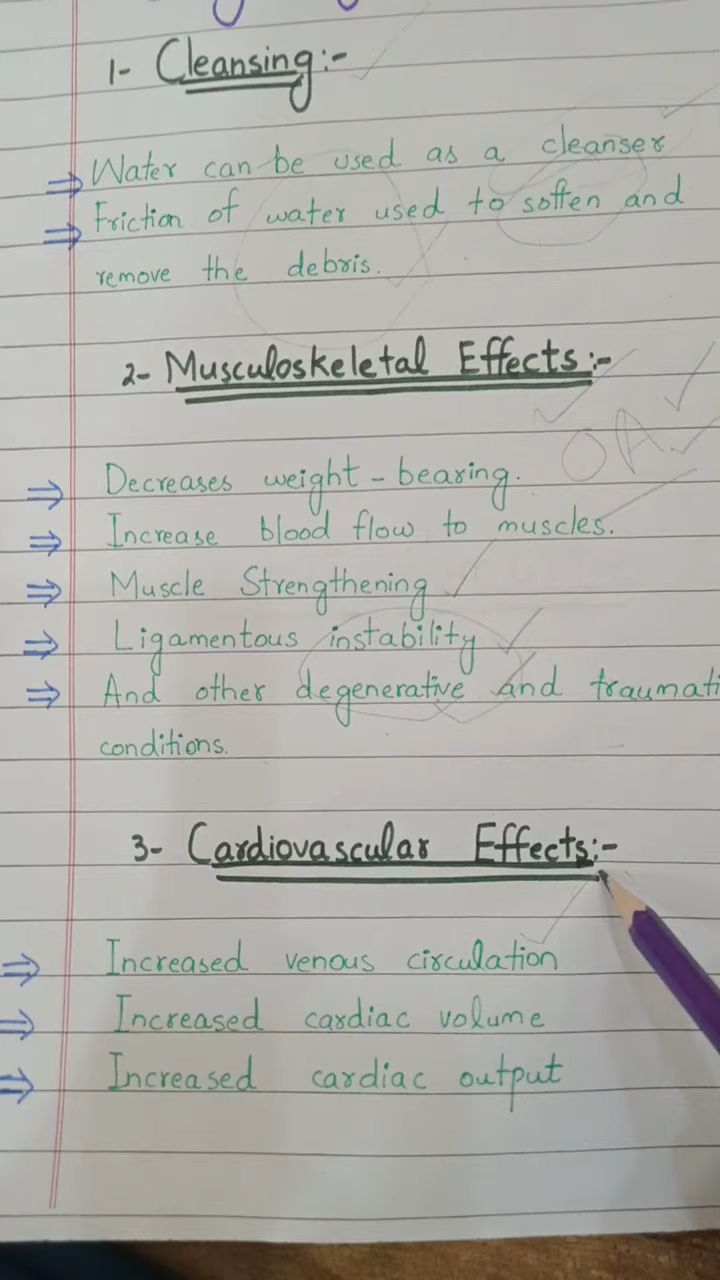 1- Cleansing:-
⇒ Water can be used as a cleanser
⇒ Friction of water used to soften and
remove the debris.
2- Musculoskeletal Effects:-
⇒ Decreases weight-bearing.
OA
⇒ Increase blood flow to muscles.
⇒ Muscle Strengthening
⇒ Ligamentous instability
⇒ And other degenerative and traumati
conditions.
3- Cardiovascular Effects:-
⇒ Increased venous circulation
⇒ Increased cardiac volume
⇒ Increased cardiac output